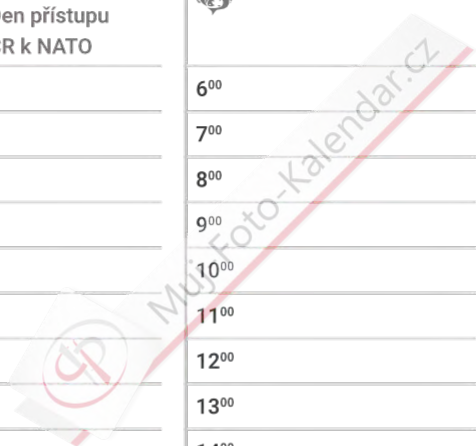 en přístupu
R k NATO
6⁰⁰
7⁰⁰
8⁰⁰
9⁰⁰
10⁰⁰
11⁰⁰
12⁰⁰
13⁰⁰
Muj-Foto-Kalendar.cz